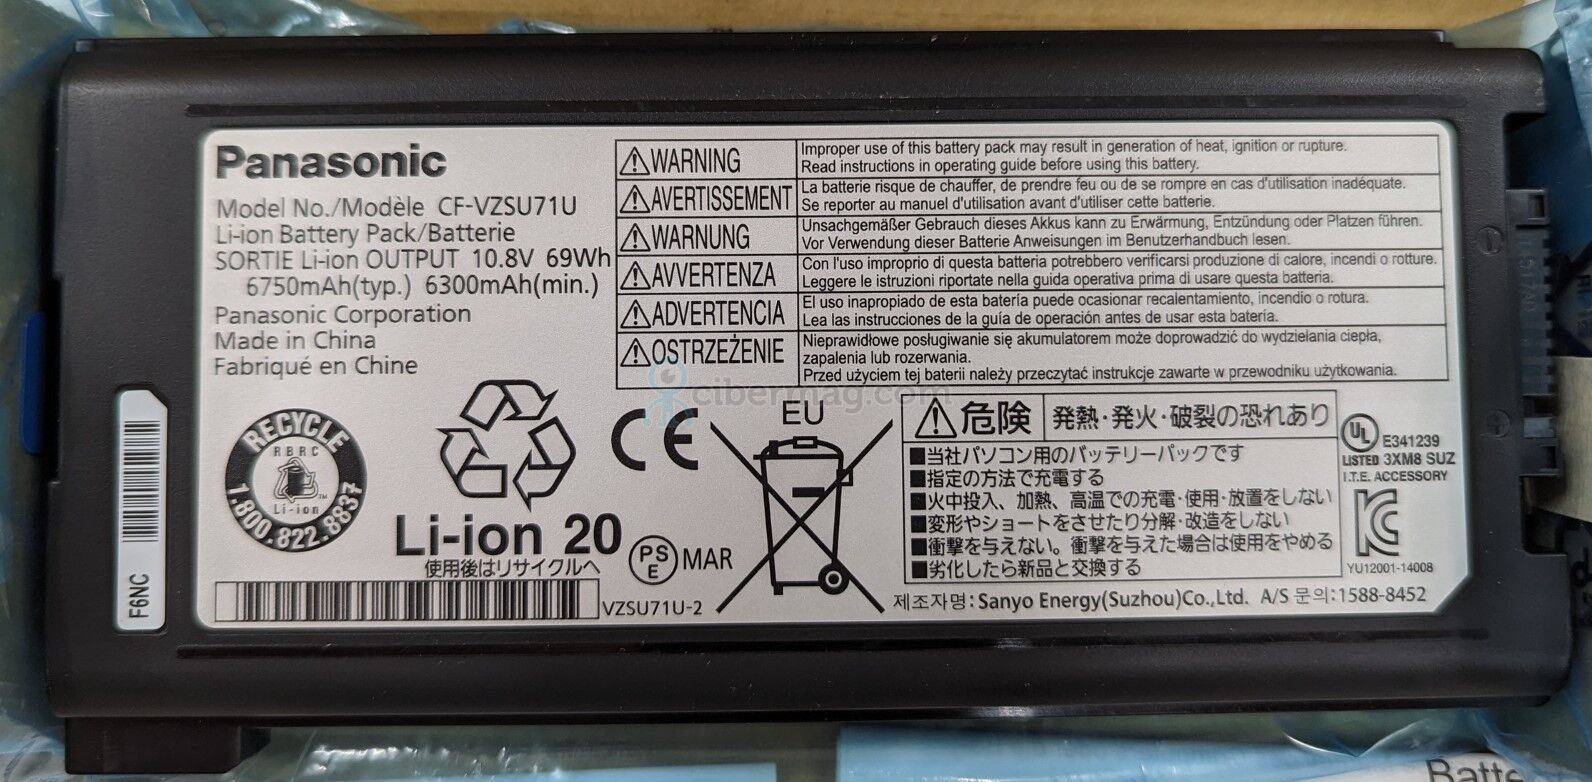 Panasonic
Model No./Modèle CF-VZSU71U
Li-ion Battery Pack/Batterie
SORTIE Li-ion OUTPUT 10.8V 69Wh
6750mAh(typ.) 6300mAh(min.)
Panasonic Corporation
Made in China
Fabriqué en Chine
⚠WARNING
Improper use of this battery pack may result in generation of heat, ignition or rupture.
Read instructions in operating guide before using this battery.
⚠AVERTISSEMENT
La batterie risque de chauffer, de prendre feu ou de se rompre en cas d'utilisation inadéquate.
Se reporter au manuel d'utilisation avant d'utiliser cette batterie.
⚠WARNUNG
Unsachgemäßer Gebrauch dieses Akkus kann zu Erwärmung, Entzündung oder Platzen führen.
Vor Verwendung dieser Batterie Anweisungen im Benutzerhandbuch lesen.
⚠AVVERTENZA
Con l'uso improprio di questa batteria potrebbero verificarsi produzione di calore, incendi o rotture.
Leggere le istruzioni riportate nella guida operativa prima di usare questa batteria.
⚠ADVERTENCIA
El uso inapropiado de esta batería puede ocasionar recalentamiento, incendio o rotura.
Lea las instrucciones de la guía de operación antes de usar esta batería.
⚠OSTRZEŻENIE
Nieprawidłowe posługiwanie się akumulatorem może doprowadzić do wydzielania ciepła,
zapalenia lub rozerwania.
Przed użyciem tej baterii należy przeczytać instrukcje zawarte w przewodniku użytkowania.
cibermag.com
RECYCLE
RBRC
TM
Li-ion
1.800.822.8837
Li-ion 20
使用後はリサイクルへ
CE
PSE
MAR
VZSU71U-2
EU
⚠危険
発熱・発火・破裂の恐れあり
■当社パソコン用のバッテリーパックです
■指定の方法で充電する
■火中投入、加熱、高温での充電・使用・放置をしない
■変形やショートをさせたり分解・改造をしない
■衝撃を与えない。衝撃を与えた場合は使用をやめる
■劣化したら新品と交換する
제조자명:Sanyo Energy(Suzhou)Co.,Ltd. A/S 문의:1588-8452
UL
E341239
LISTED 3XM8 SUZ
I.T.E. ACCESSORY
KC
YU12001-14008
F6NC
Batts